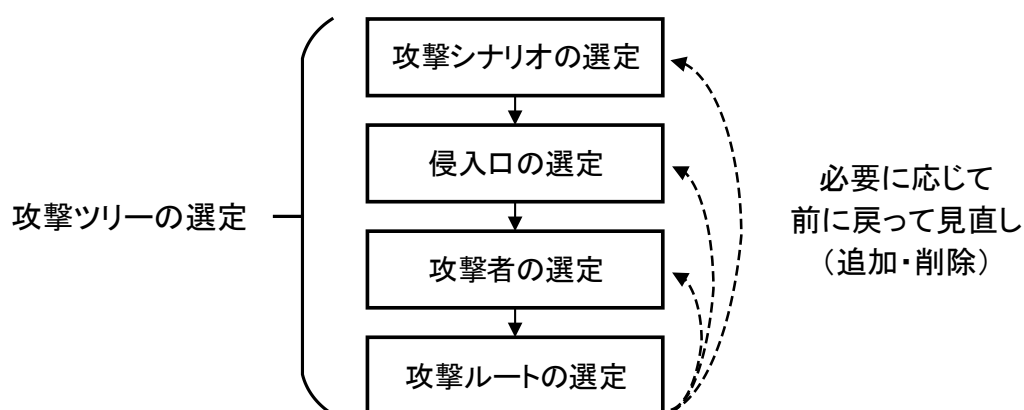 攻撃シナリオの選定
侵入口の選定
攻撃ツリーの選定
攻撃者の選定
攻撃ルートの選定
必要に応じて
前に戻って見直し
（追加・削除）